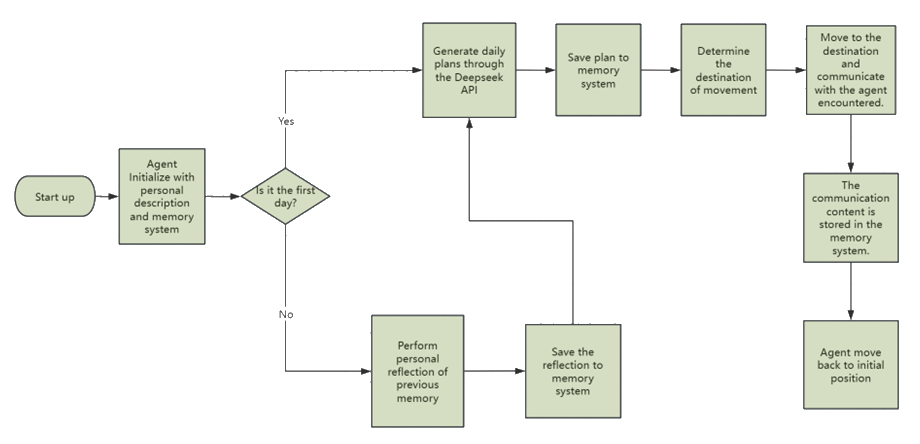 Start up
Agent
Initialize with
personal
description
and memory
system
Is it the first
day?
Yes
Generate daily
plans through
the Deepseek
API
Save plan to
memory
system
Determine
the
destination
of movement
Move to the
destination
and
communicate
with the agent
encountered.
The
communication
content is
stored in the
memory
system.
Agent move
back to initial
position
No
Perform
personal
reflection of
previous
memory
Save the
reflection to
memory
system